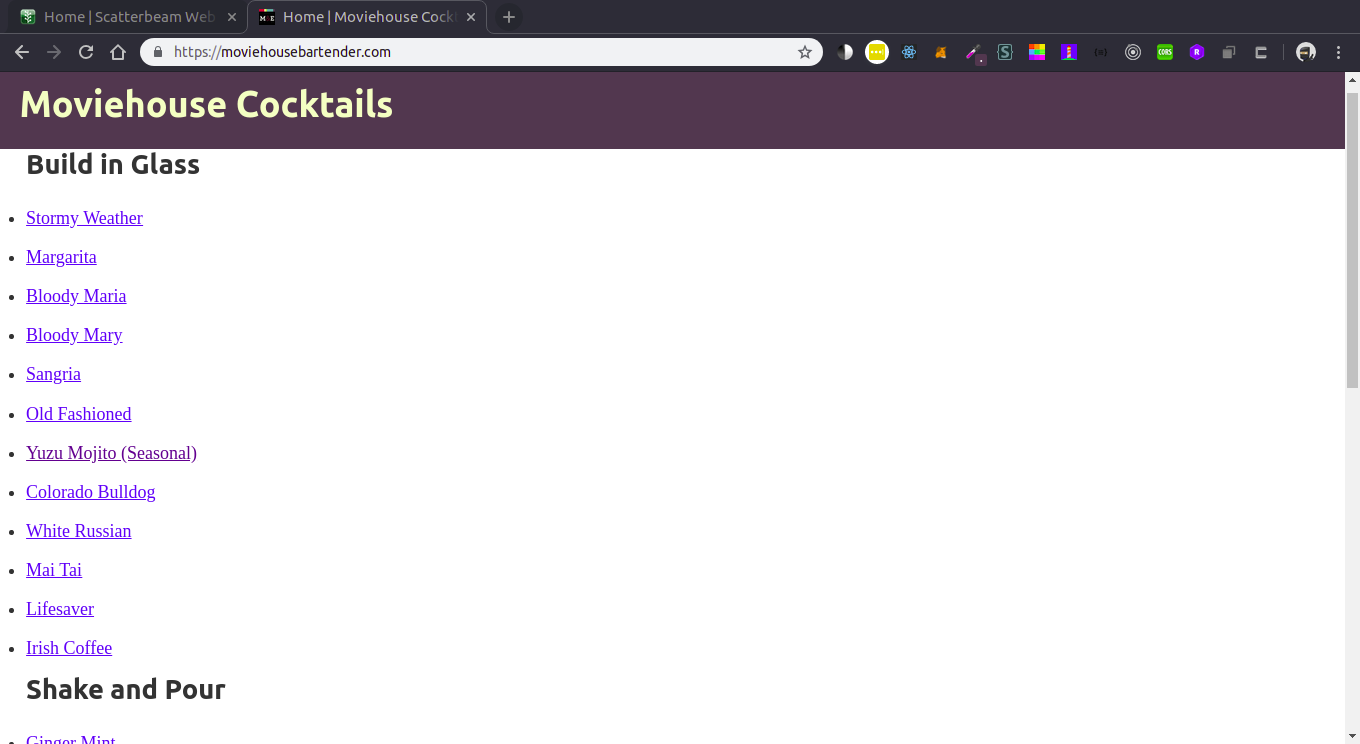 Home | Scatterbeam Web
Home | Moviehouse Cockt
https://moviehousebartender.com
CORS
Moviehouse Cocktails
Build in Glass
Stormy Weather
Margarita
Bloody Maria
Bloody Mary
Sangria
Old Fashioned
Yuzu Mojito (Seasonal)
Colorado Bulldog
White Russian
Mai Tai
Lifesaver
Irish Coffee
Shake and Pour
Ginger Mint